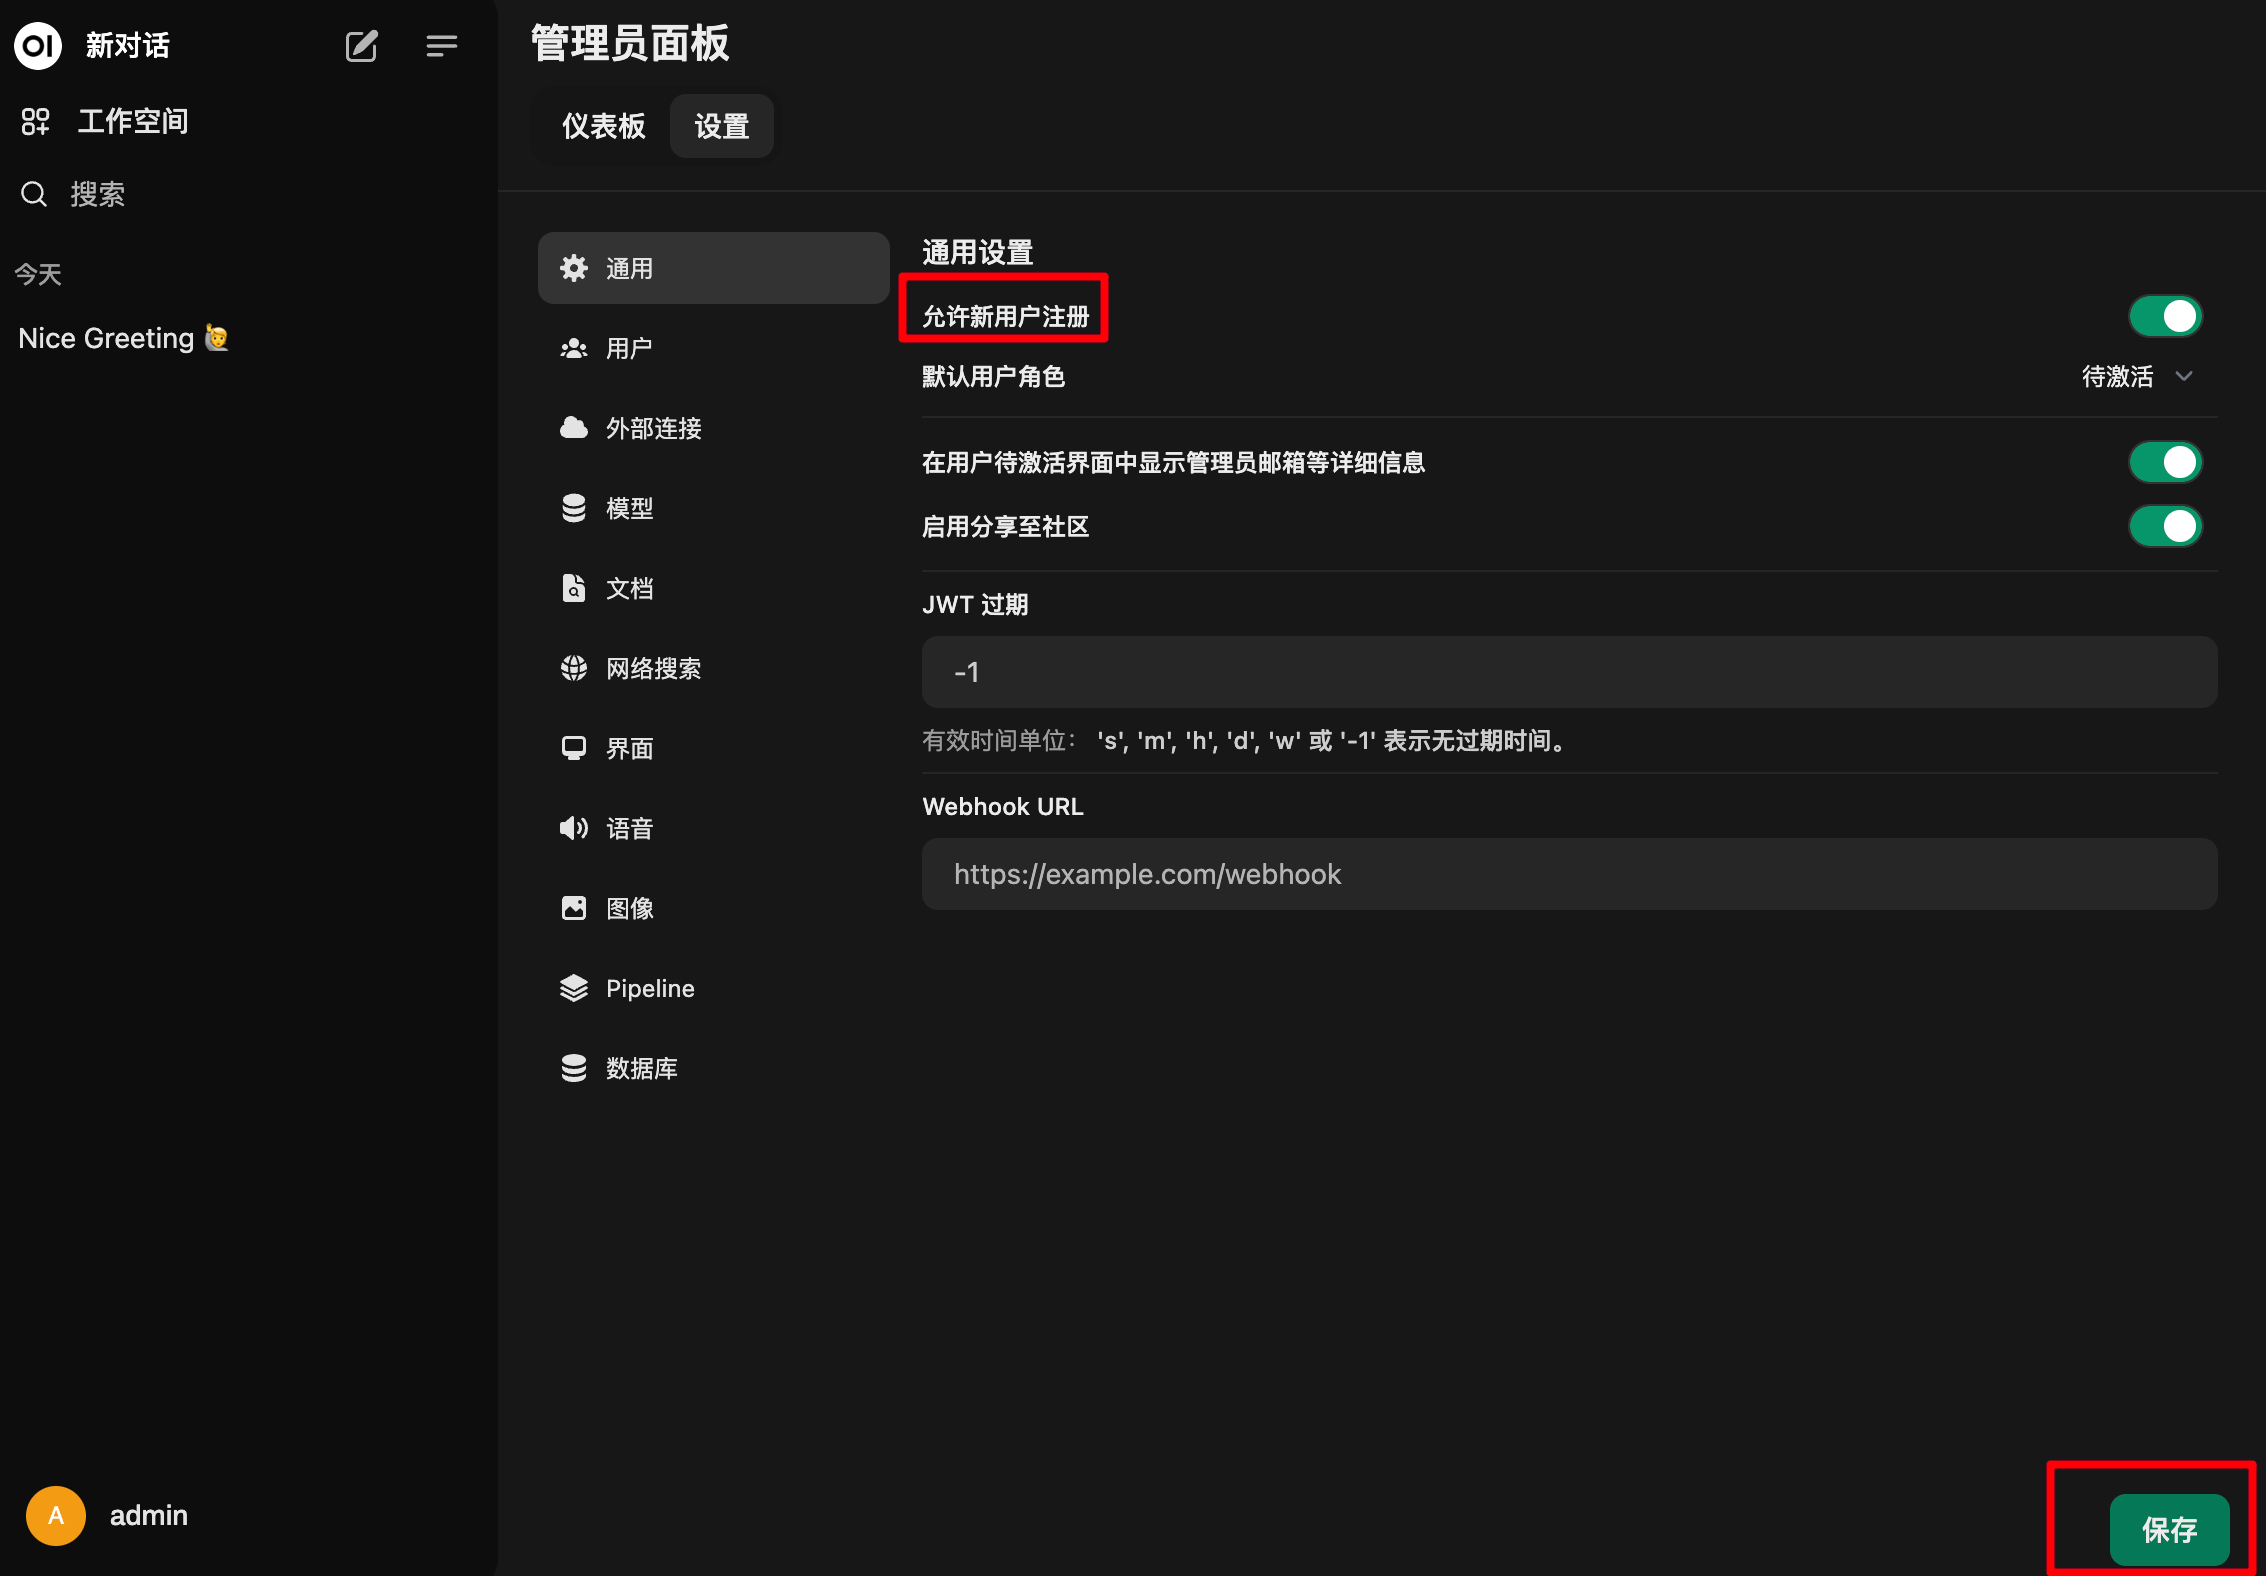 OI
新对话
工作空间
搜索
今天
Nice Greeting 🙋
A
admin
管理员面板
仪表板
设置
通用
用户
外部连接
模型
文档
网络搜索
界面
语音
图像
Pipeline
数据库
通用设置
允许新用户注册
默认用户角色
待激活
在用户待激活界面中显示管理员邮箱等详细信息
启用分享至社区
JWT 过期
-1
有效时间单位： 's', 'm', 'h', 'd', 'w' 或 '-1' 表示无过期时间。
Webhook URL
https://example.com/webhook
保存